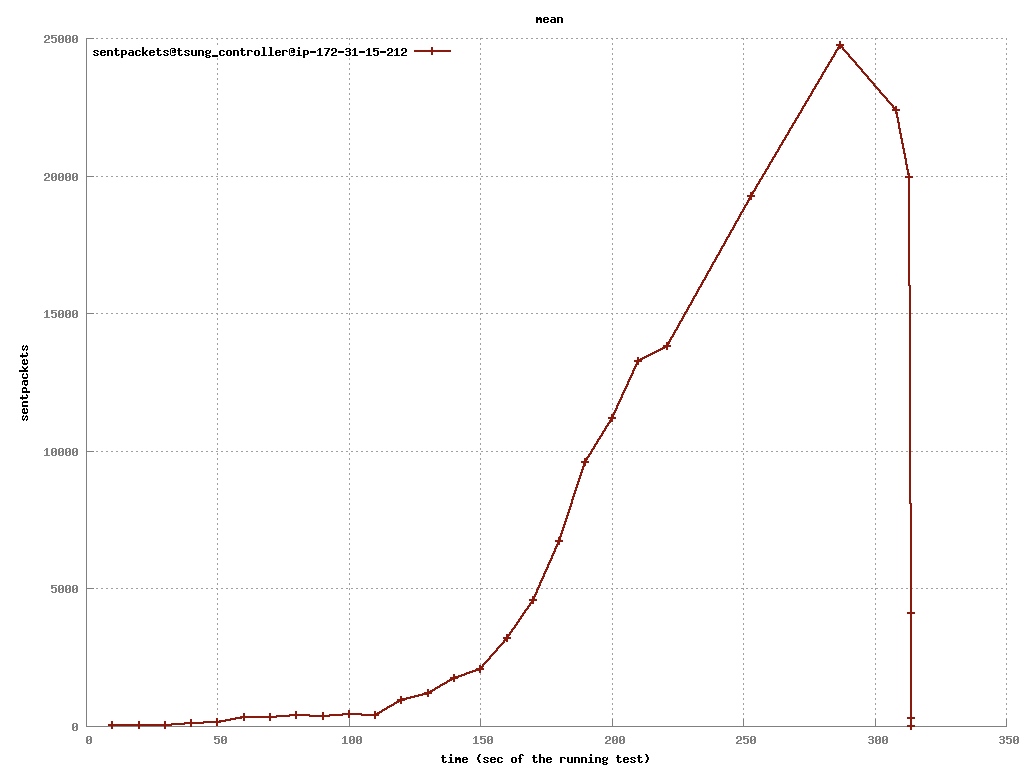 mean
sentpackets@tsung_controller@ip-172-31-15-212
25000
20000
15000
10000
5000
0
sentpackets
0 50 100 150 200 250 300 350
time (sec of the running test)